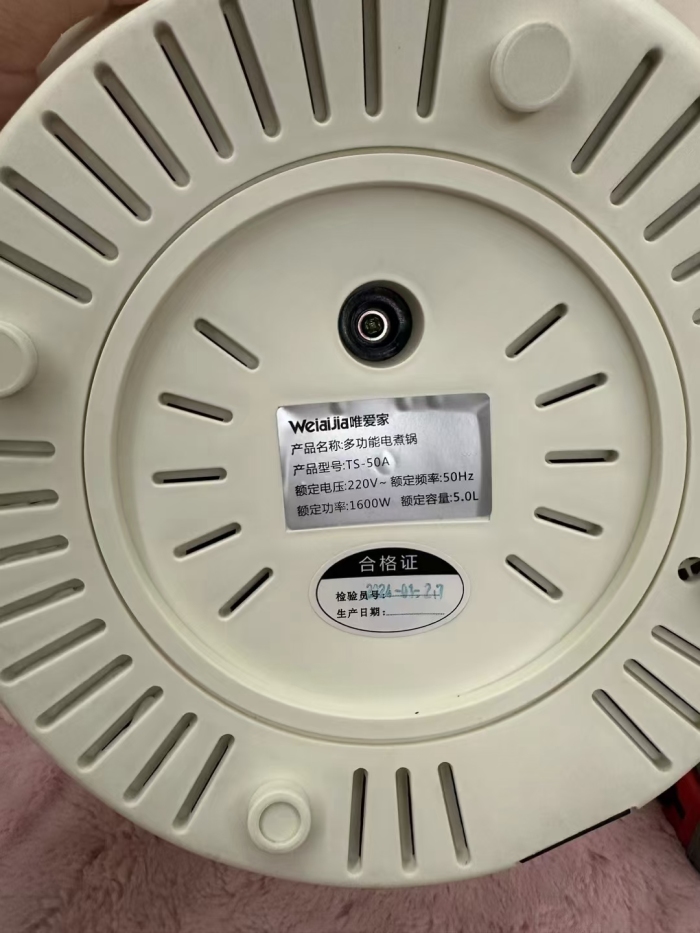 Weiaijia唯爱家
产品名称:多功能电煮锅
产品型号:TS-50A
额定电压:220V~ 额定频率:50Hz
额定功率:1600W 额定容量:5.0L
合格证
检验员号:
2024-01-27
生产日期: